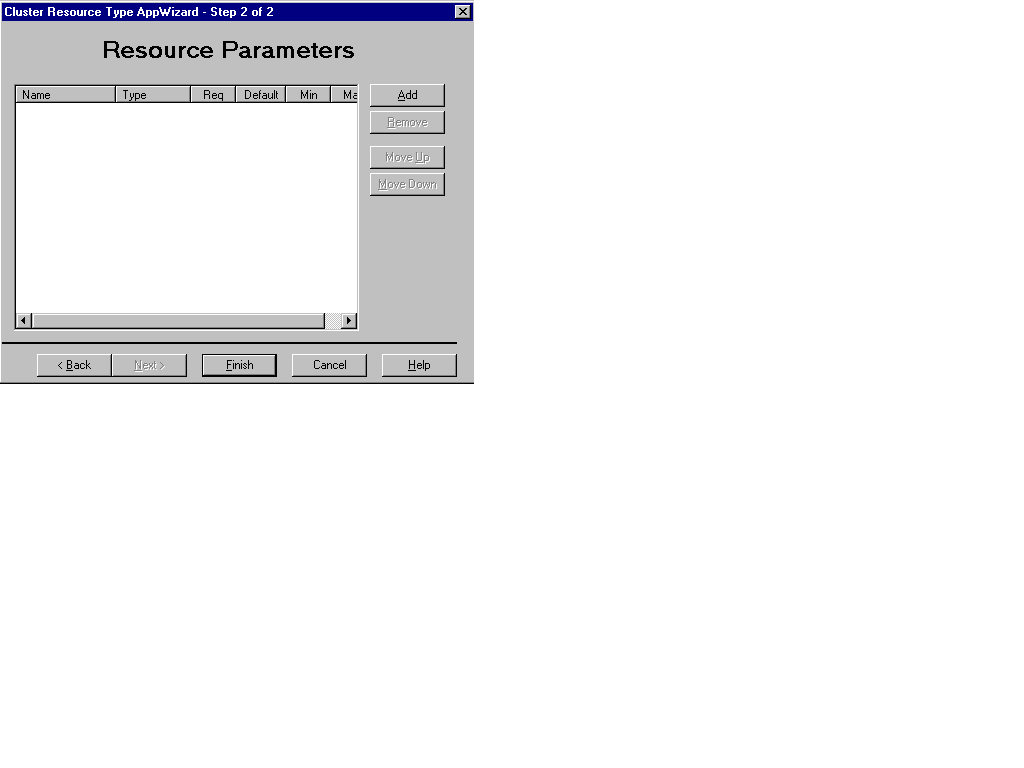 Cluster Resource Type AppWizard - Step 2 of 2
Resource Parameters
Name Type Req Default Min Ma
Add
Remove
Move Up
Move Down
< Back Next > Finish Cancel Help